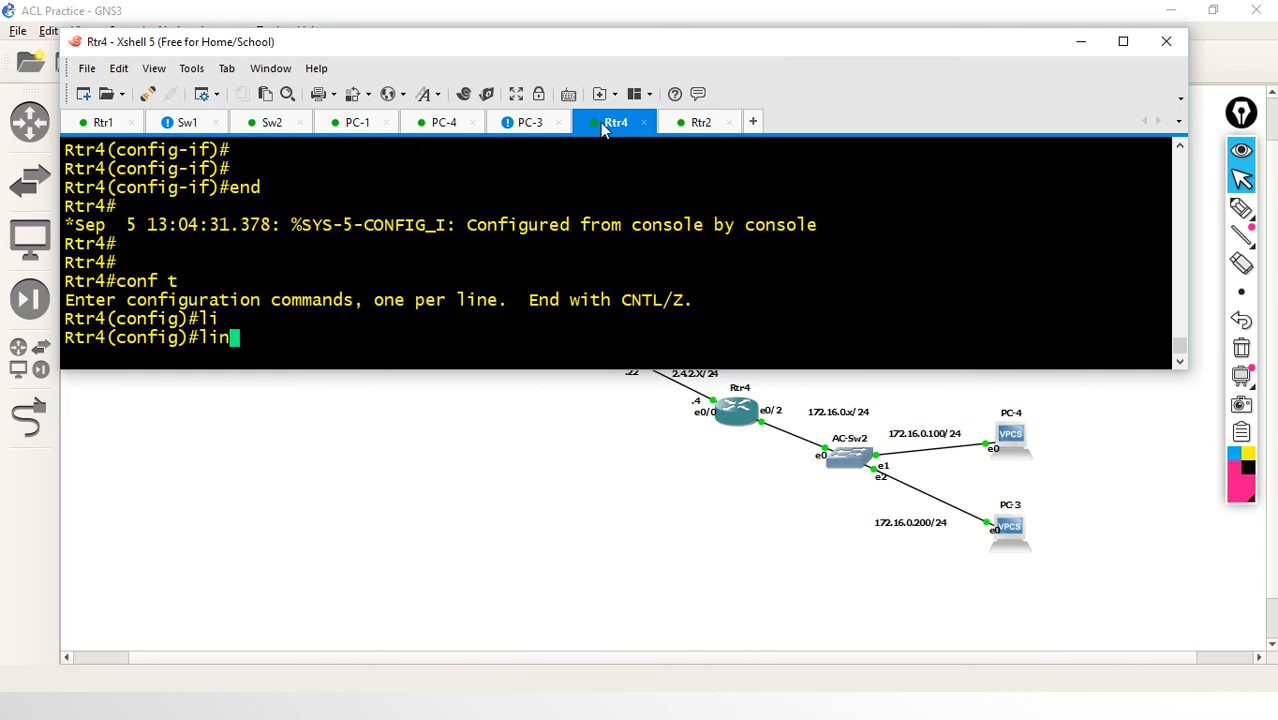 ACL Practice - GNS3
File Edit
Rtr4 - Xshell 5 (Free for Home/School)
File Edit View Tools Tab Window Help
Rtr1 Sw1 Sw2 PC-1 PC-4 PC-3 Rtr4 Rtr2
Rtr4(config-if)#
Rtr4(config-if)#
Rtr4(config-if)#end
Rtr4#
*Sep  5 13:04:31.378: %SYS-5-CONFIG_I: Configured from console by console
Rtr4#
Rtr4#
Rtr4#conf t
Enter configuration commands, one per line.  End with CNTL/Z.
Rtr4(config)#li
Rtr4(config)#lin
.22 2.4.2.X/24
Rtr4
.4
e0/0 e0/2 172.16.0.x/24
PC-4
172.16.0.100/24
VPCS
AC-Sw2
e0
e0
e1
e2
PC-3
172.16.0.200/24
VPCS
e0